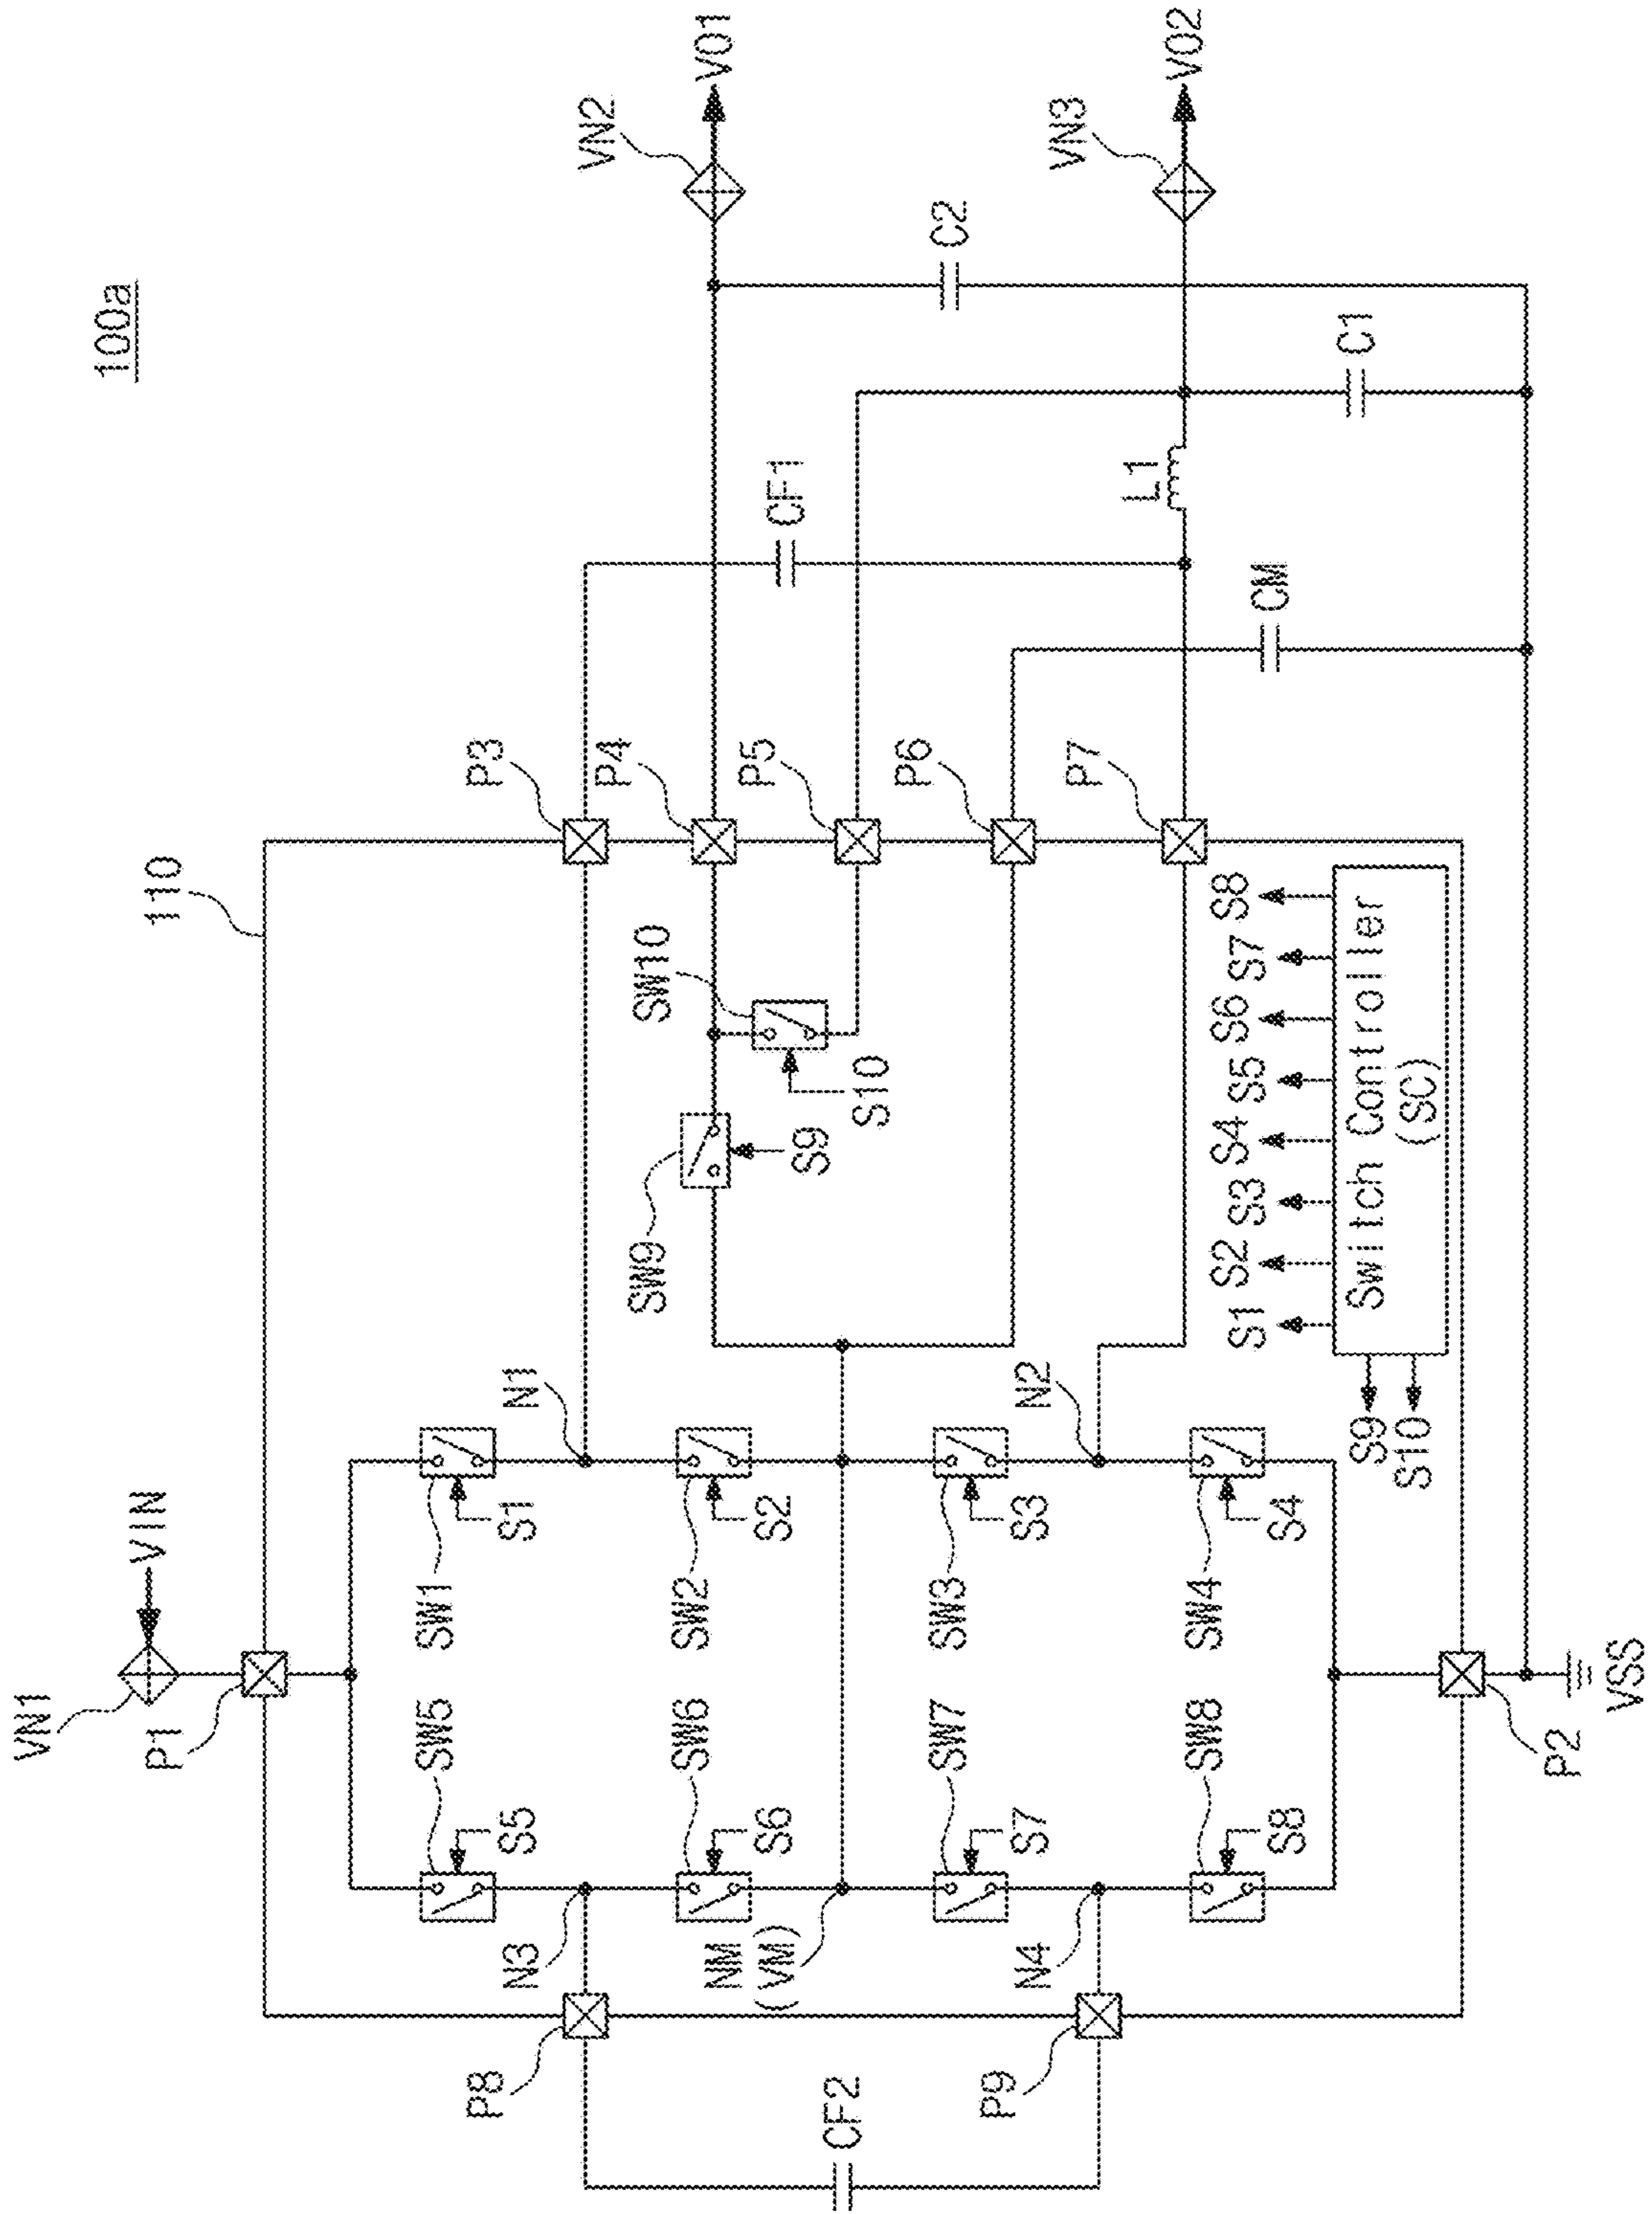 100a
VN1
VIN
P1
110
SW5
S5
SW1
S1
N3
N1
P8
P3
SW6
S6
SW2
S2
SW9
S9
SW10
S10
P4
CF1
VN2
VO1
NM
(VM)
CF2
P5
C2
SW7
S7
SW3
S3
P6
N4
N2
P9
P7
L1
VN3
VO2
SW8
S8
SW4
S4
CM
C1
S1
S2
S3
S4
S5
S6
S7
S8
S9
S10
Switch Controller
(SC)
P2
VSS